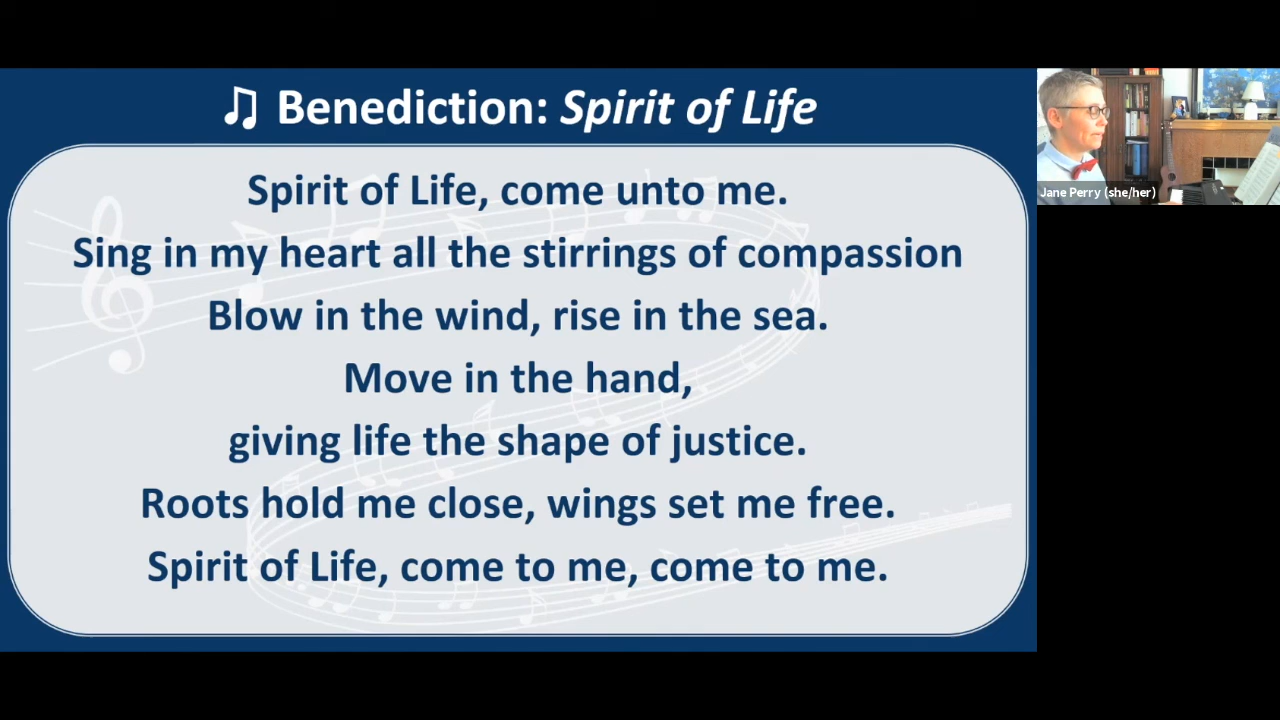 ♫ Benediction: Spirit of Life
Spirit of Life, come unto me.
Sing in my heart all the stirrings of compassion
Blow in the wind, rise in the sea.
Move in the hand,
giving life the shape of justice.
Roots hold me close, wings set me free.
Spirit of Life, come to me, come to me.
Jane Perry (she/her)